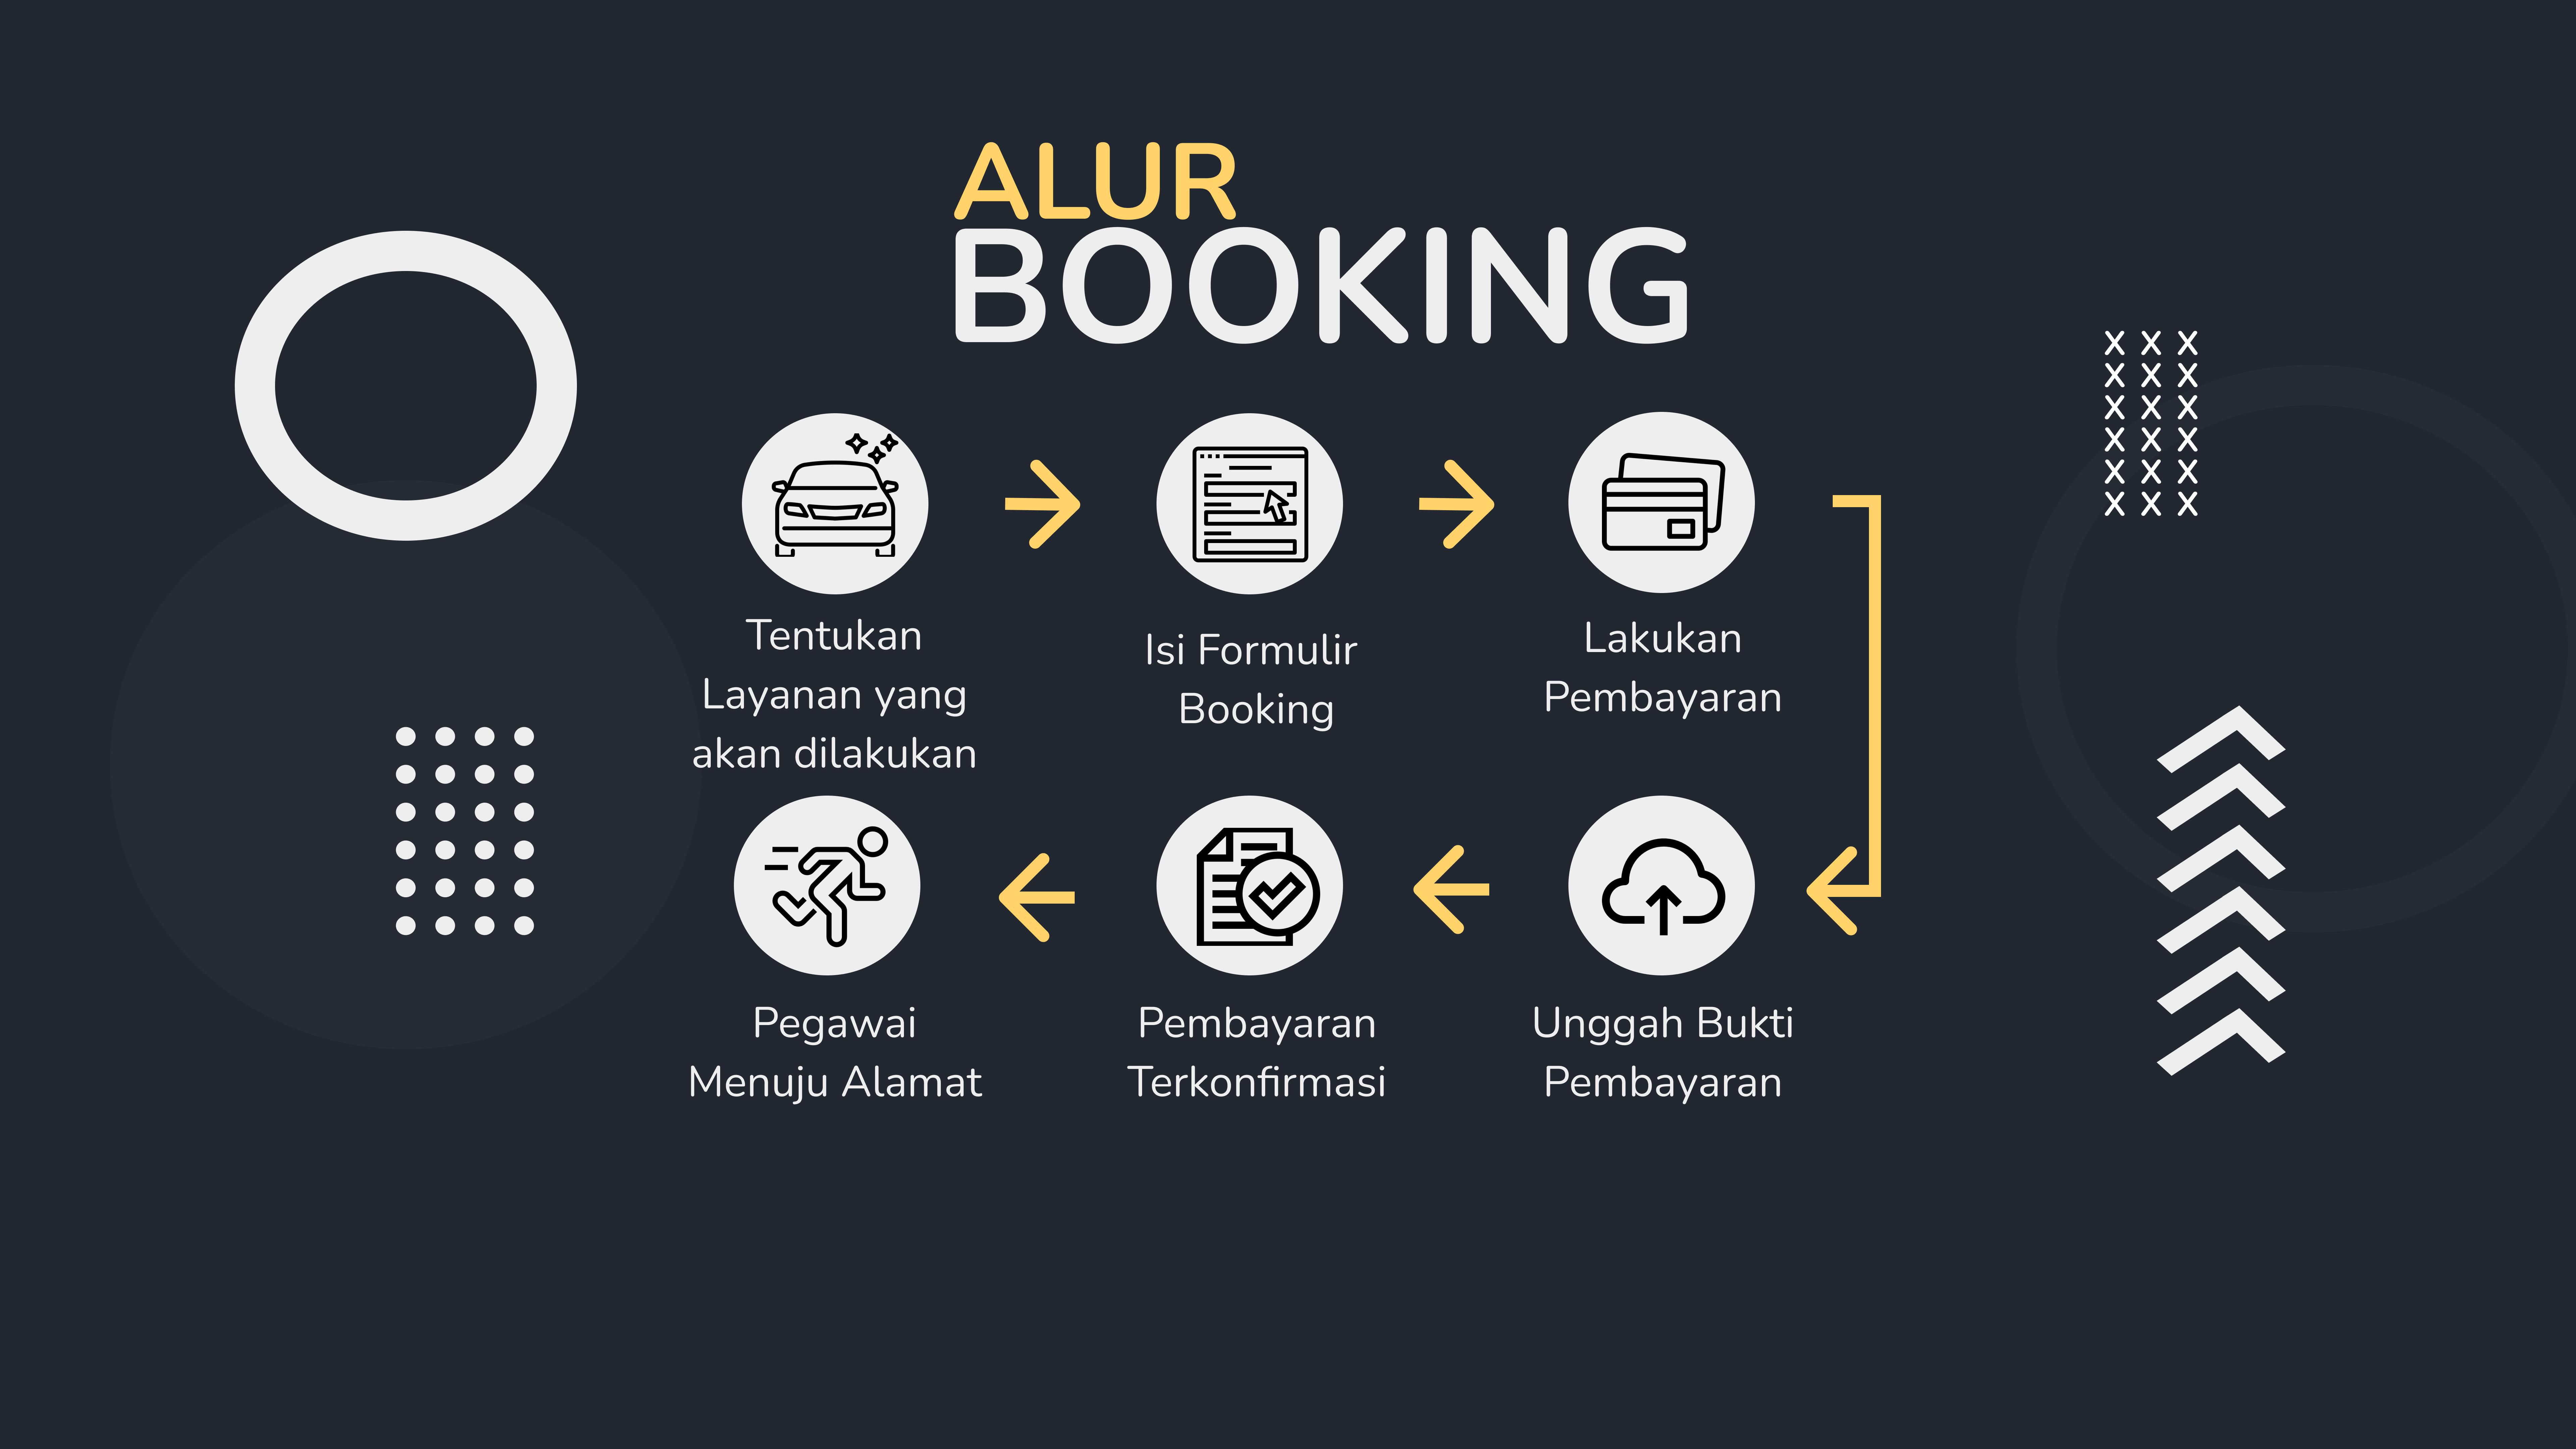 ALUR
BOOKING
Tentukan
Layanan yang
akan dilakukan
Isi Formulir
Booking
Lakukan
Pembayaran
Unggah Bukti
Pembayaran
Pembayaran
Terkonfirmasi
Pegawai
Menuju Alamat